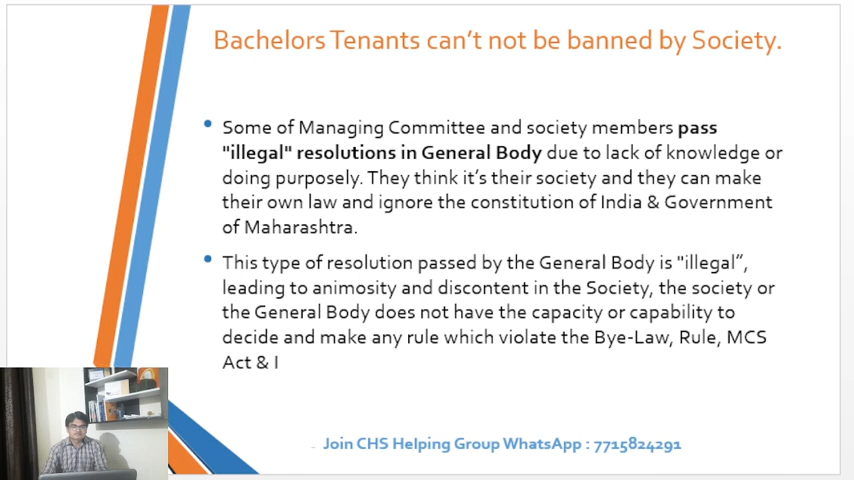 Bachelors Tenants can't not be banned by Society.
Some of Managing Committee and society members pass
"illegal" resolutions in General Body due to lack of knowledge or
doing purposely. They think it's their society and they can make
their own law and ignore the constitution of India & Government
of Maharashtra.
This type of resolution passed by the General Body is "illegal",
leading to animosity and discontent in the Society, the society or
the General Body does not have the capacity or capability to
decide and make any rule which violate the Bye-Law, Rule, MCS
Act & I
Join CHS Helping Group WhatsApp : 7715824291